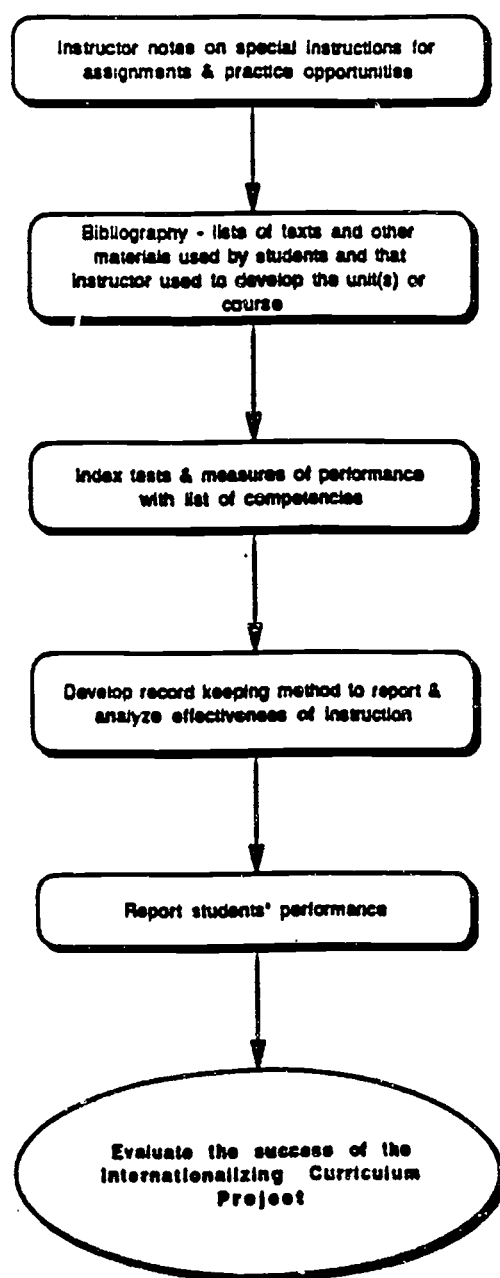 Instructor notes on special instructions for
assignments & practice opportunities
Bibliography - lists of texts and other
materials used by students and that
instructor used to develop the unit(s) or
course
Index tests & measures of performance
with list of competencies
Develop record keeping method to report &
analyze effectiveness of instruction
Report students' performance
Evaluate the success of the
Internationalizing Curriculum
Project